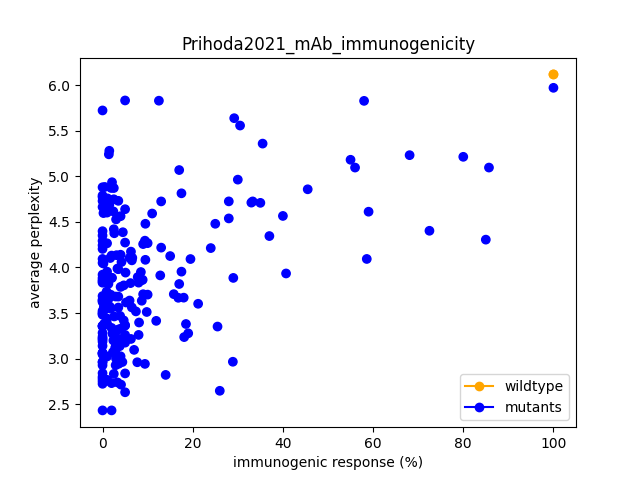 Prihoda2021_mAb_immunogenicity
average perplexity
6.0
5.5
5.0
4.5
4.0
3.5
3.0
2.5
0 20 40 60 80 100
immunogenic response (%)
wildtype
mutants